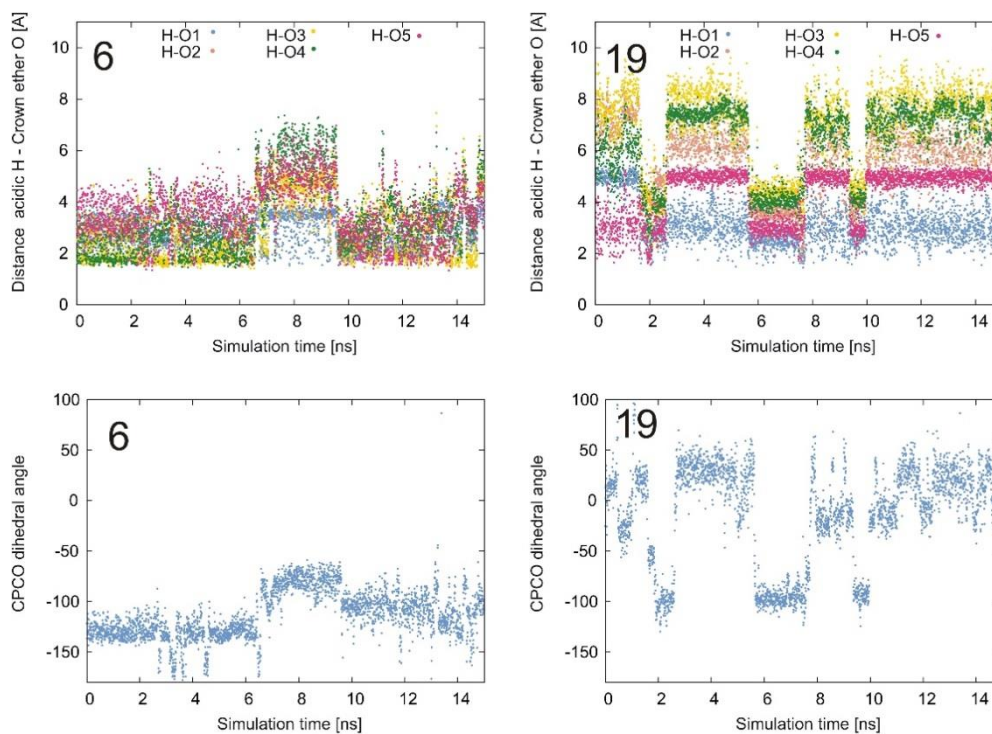 6
H-O1
H-O2
H-O3
H-O4
H-O5
Distance acidic H - Crown ether O [A]
10
8
6
4
2
0
0 2 4 6 8 10 12 14
Simulation time [ns]
19
H-O1
H-O2
H-O3
H-O4
H-O5
Distance acidic H - Crown ether O [A]
10
8
6
4
2
0
0 2 4 6 8 10 12 14
Simulation time [ns]
6
CPCO dihedral angle
100
50
0
-50
-100
-150
0 2 4 6 8 10 12 14
Simulation time [ns]
19
CPCO dihedral angle
100
50
0
-50
-100
-150
0 2 4 6 8 10 12 14
Simulation time [ns]